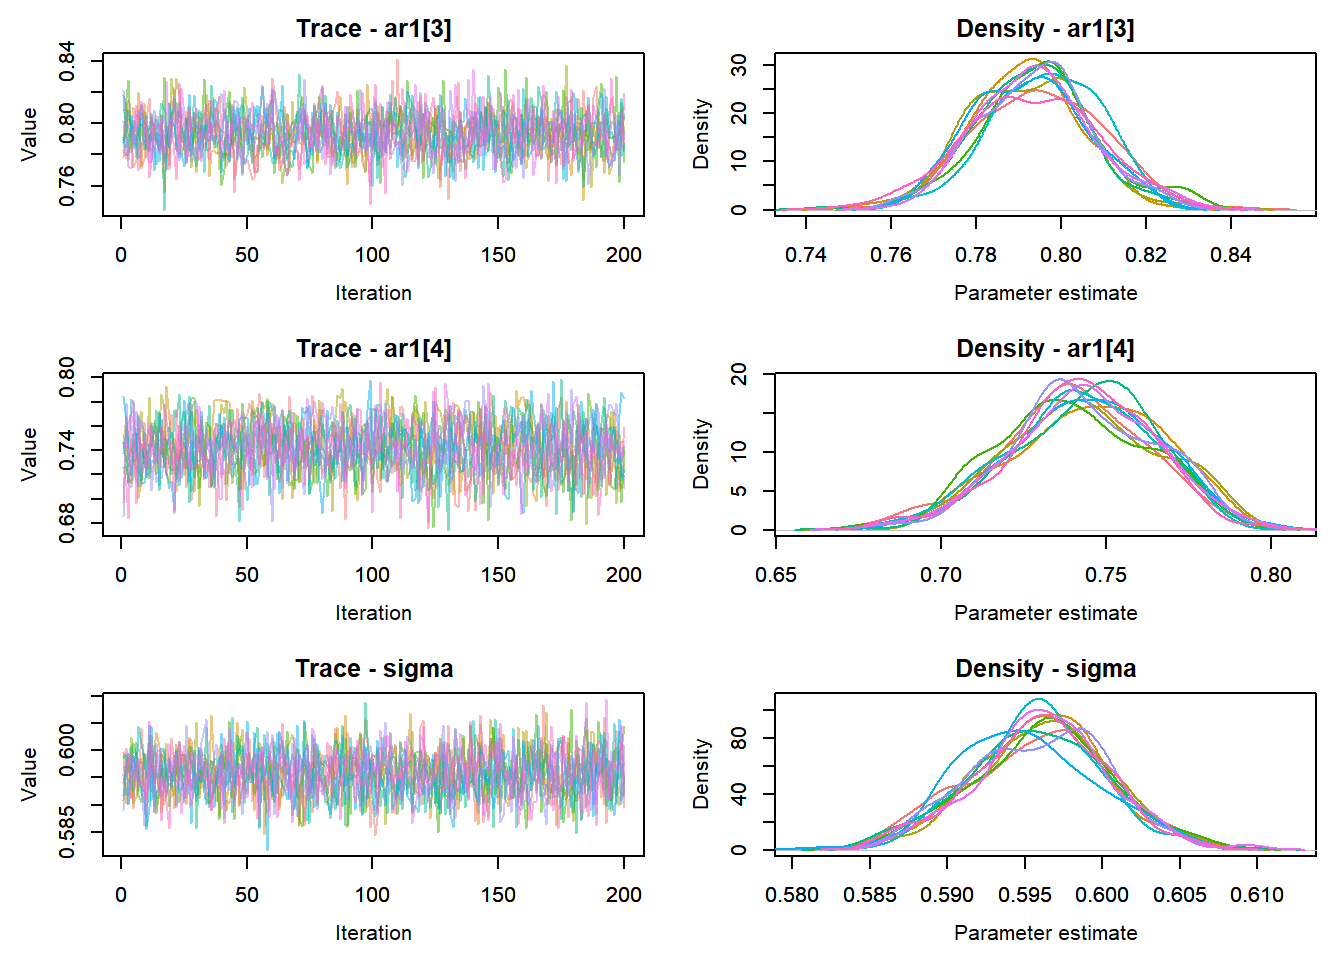 Trace - ar1[3]
Value
0.76 0.80 0.84
0 50 100 150 200
Iteration
Density - ar1[3]
Density
0 10 20 30
0.74 0.76 0.78 0.80 0.82 0.84
Parameter estimate
Trace - ar1[4]
Value
0.68 0.74 0.80
0 50 100 150 200
Iteration
Density - ar1[4]
Density
0 5 10 20
0.65 0.70 0.75 0.80
Parameter estimate
Trace - sigma
Value
0.585 0.600
0 50 100 150 200
Iteration
Density - sigma
Density
0 40 80
0.580 0.585 0.590 0.595 0.600 0.605 0.610
Parameter estimate